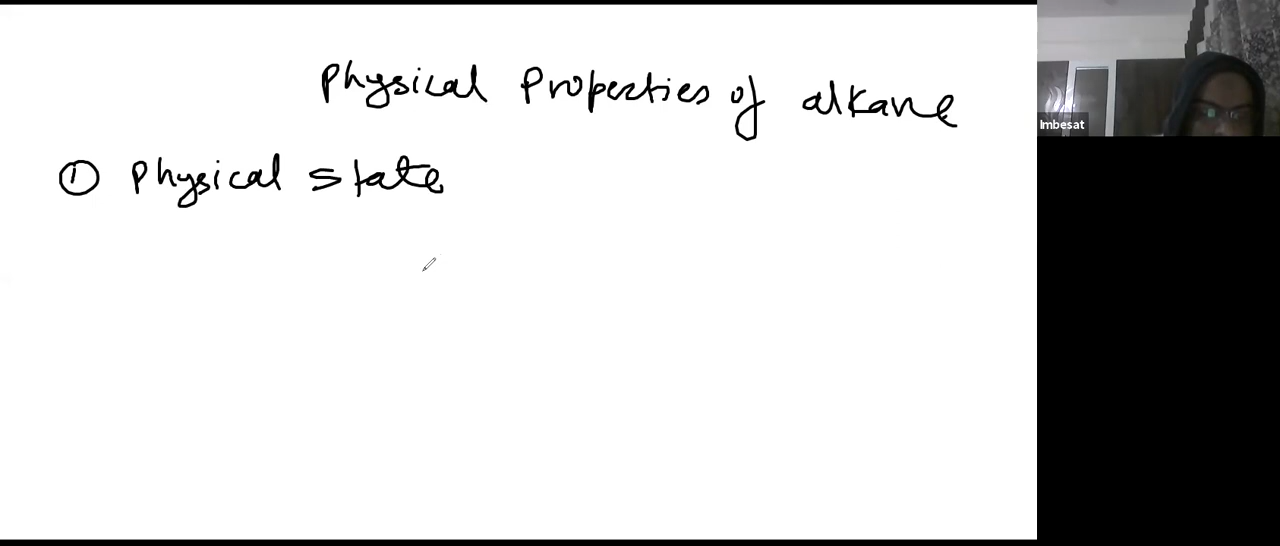 Physical Properties of alkane
① Physical state
Imbesat